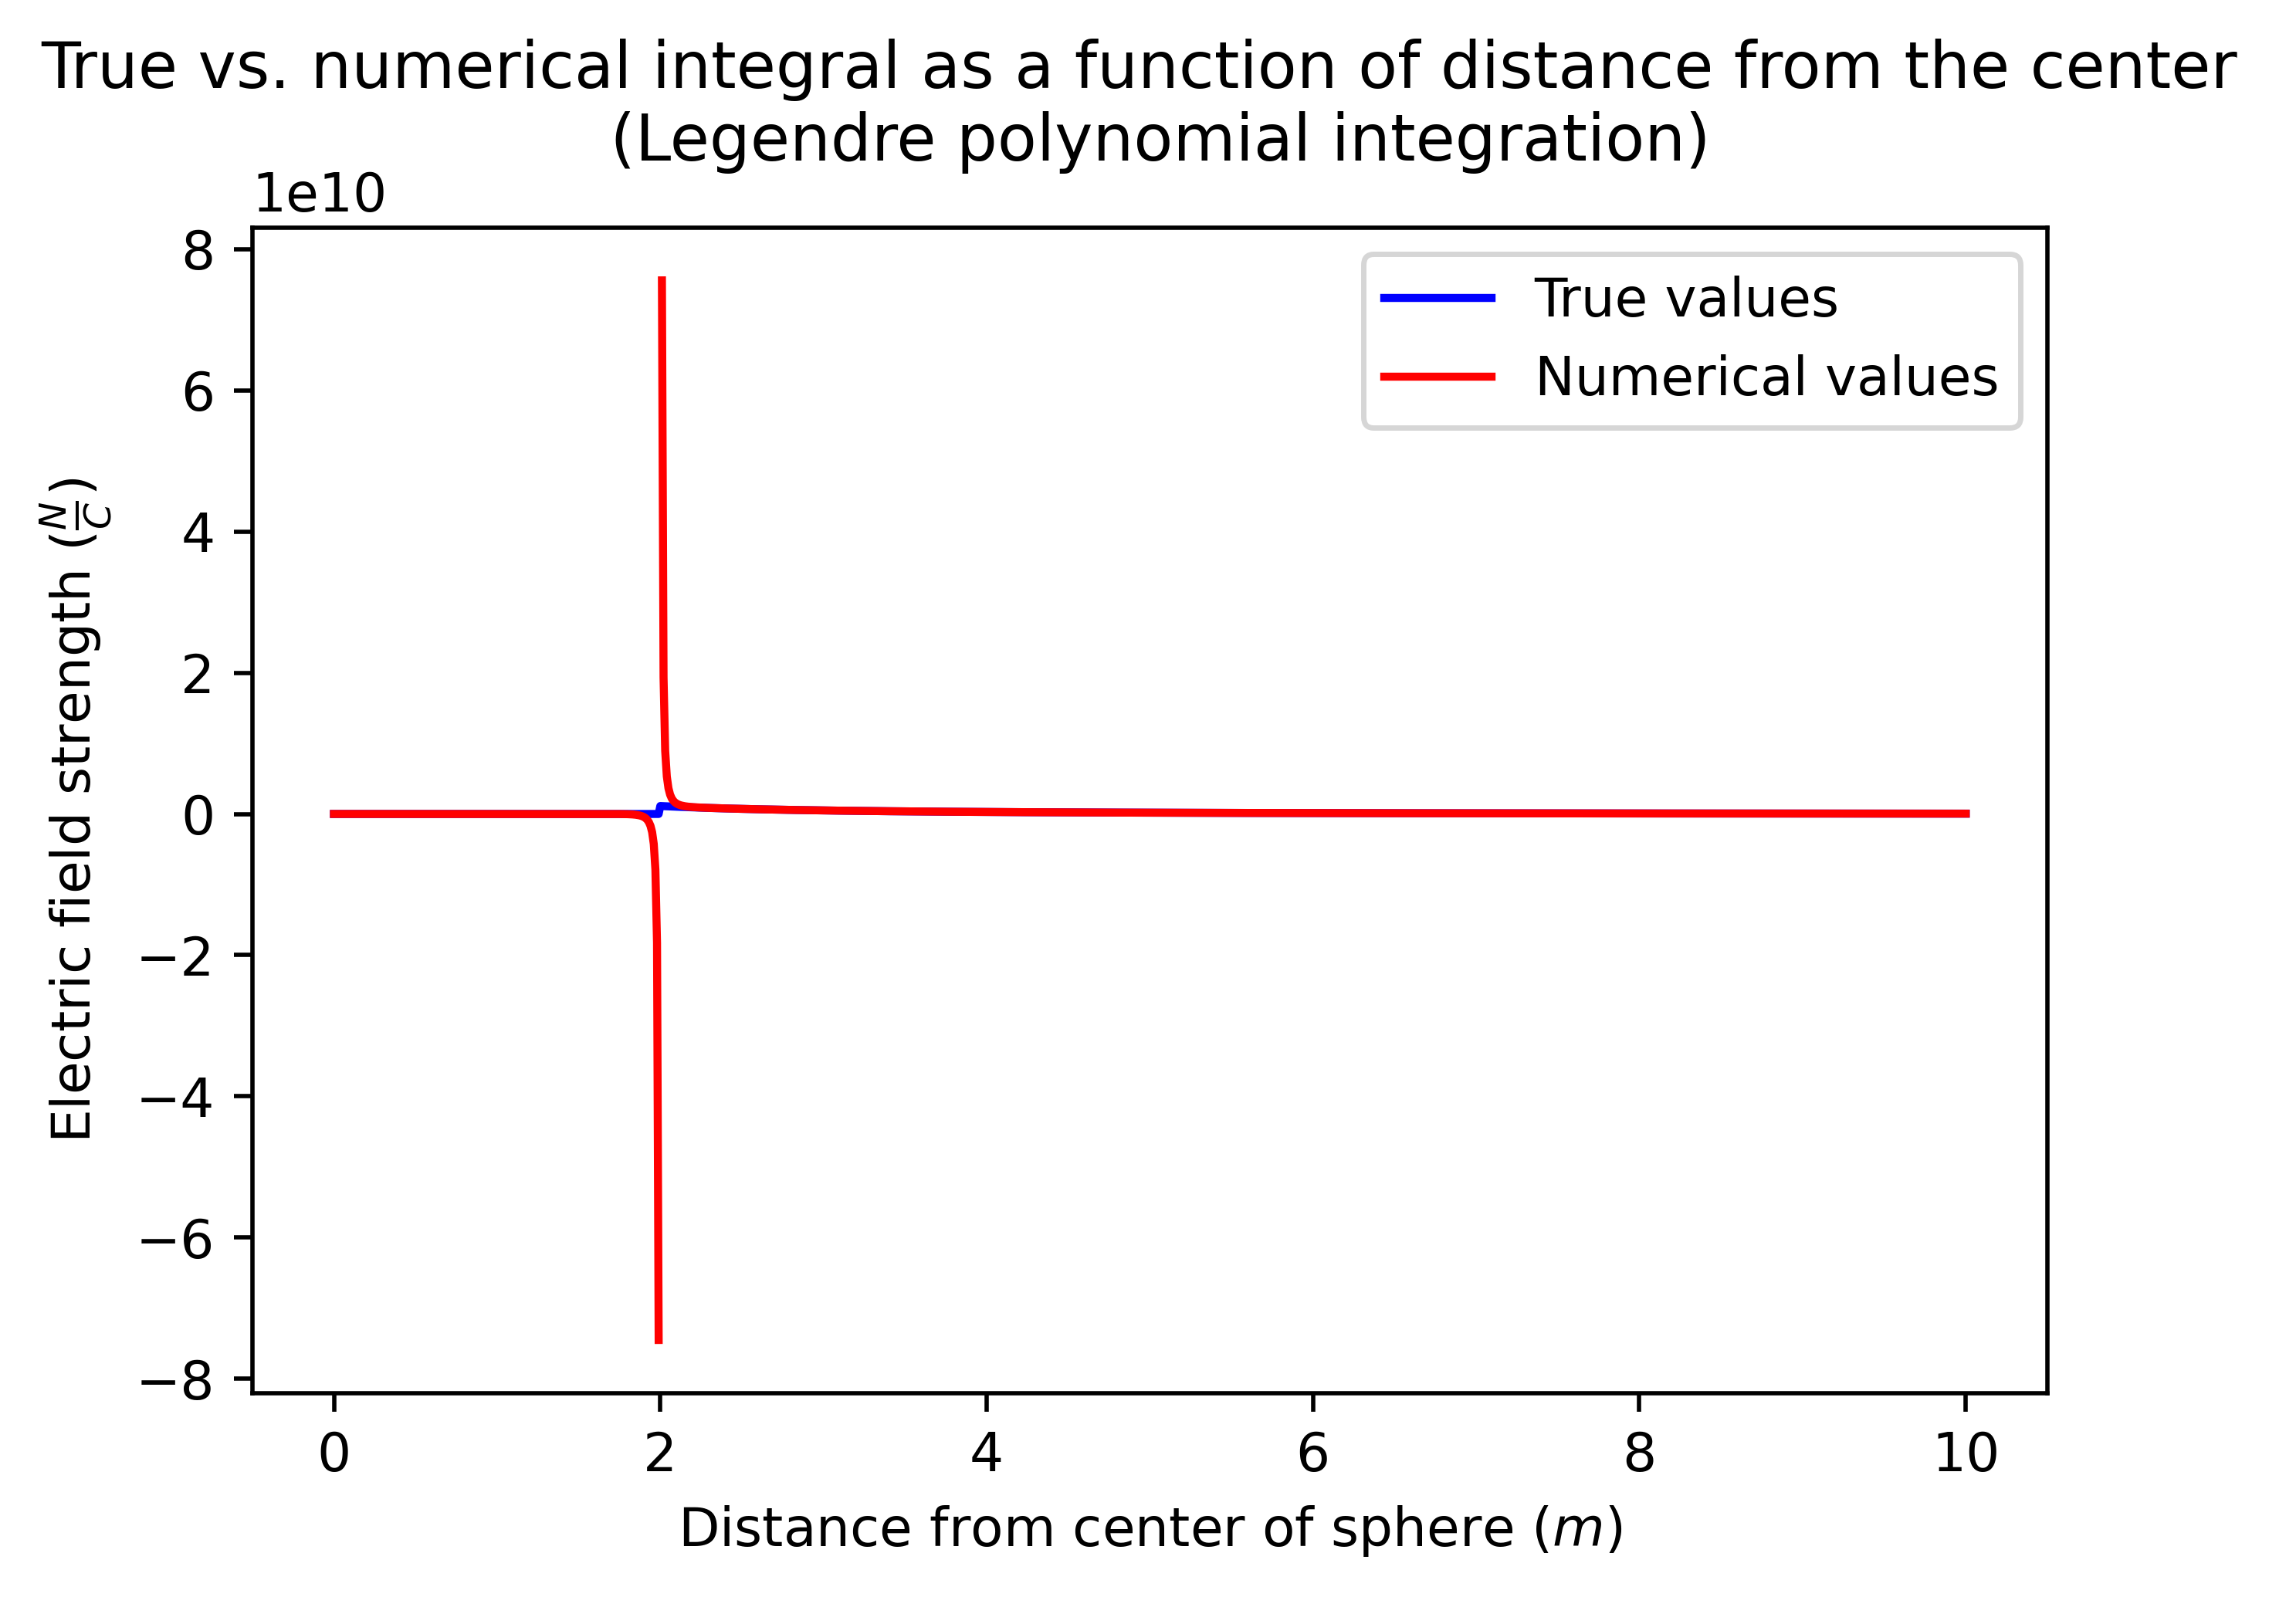 True vs. numerical integral as a function of distance from the center
(Legendre polynomial integration)
1e10
8
6
4
2
0
−2
−4
−6
−8
Electric field strength (N/C)
True values
Numerical values
0 2 4 6 8 10
Distance from center of sphere (m)